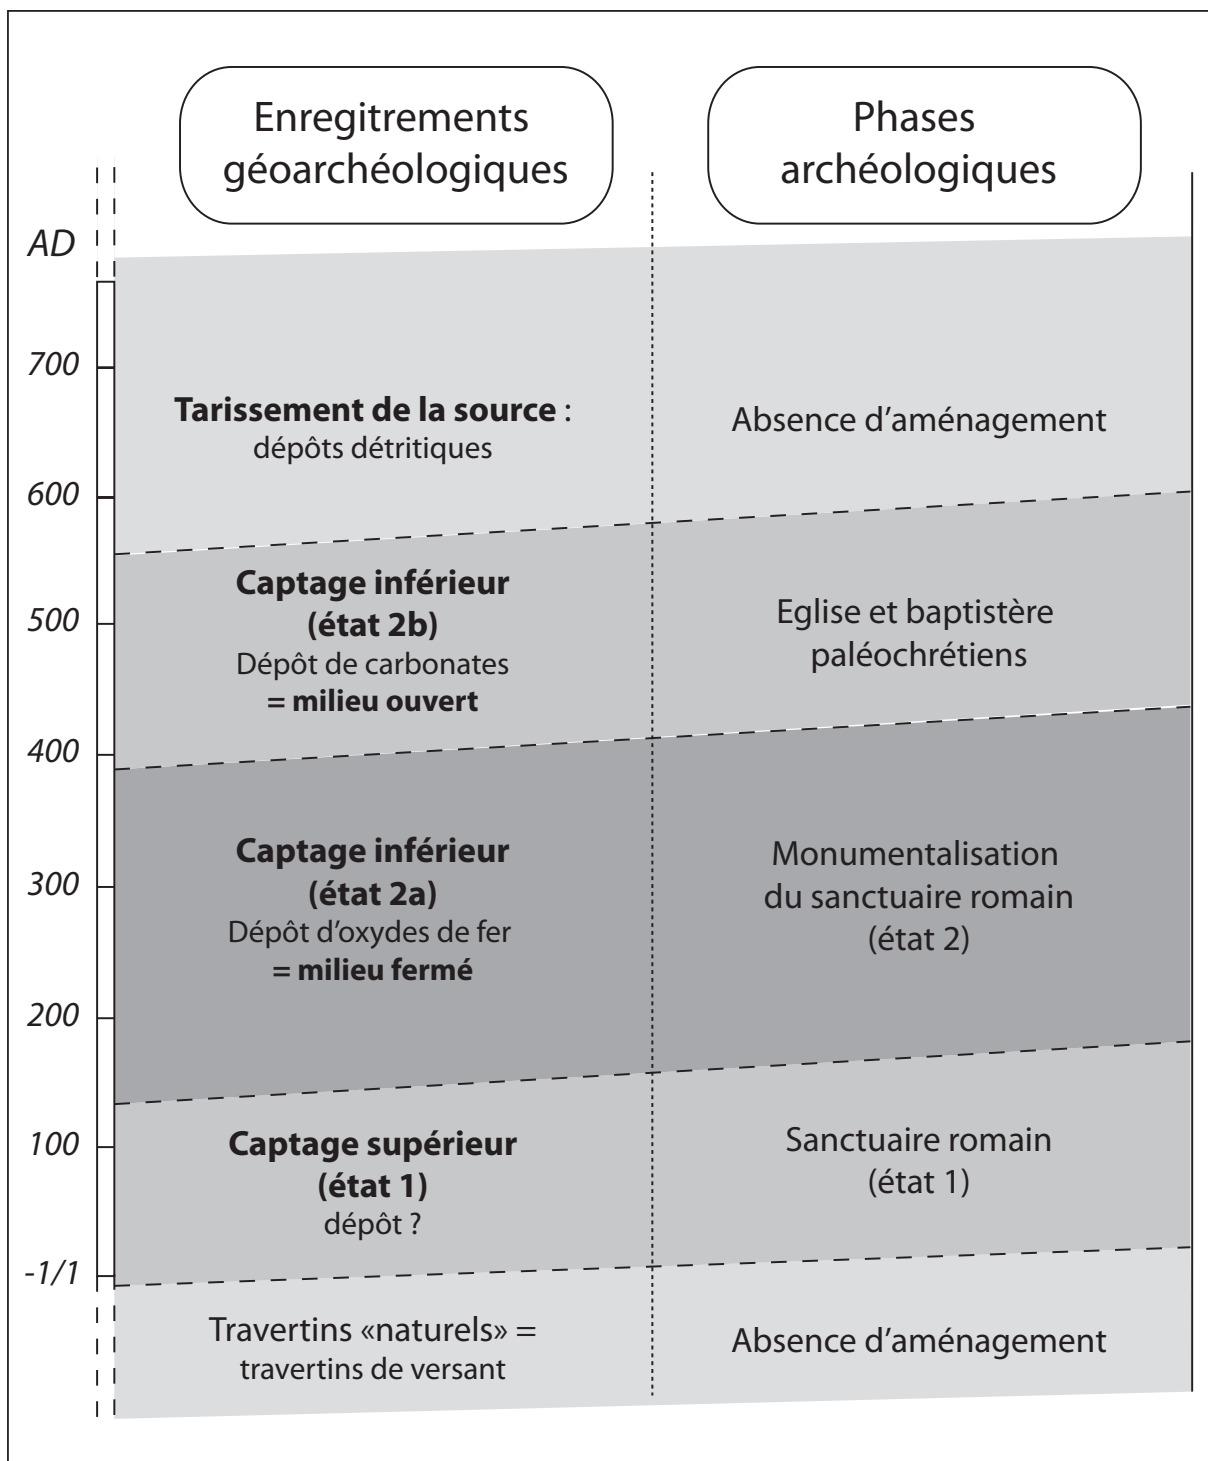 Enregitrements
géoarchéologiques
Phases
archéologiques
AD
700
Tarissement de la source :
dépôts détritiques
Absence d'aménagement
600
Captage inférieur
(état 2b)
Dépôt de carbonates
= milieu ouvert
500
Eglise et baptistère
paléochrétiens
400
Captage inférieur
(état 2a)
Dépôt d'oxydes de fer
= milieu fermé
300
Monumentalisation
du sanctuaire romain
(état 2)
200
100
Captage supérieur
(état 1)
dépôt ?
Sanctuaire romain
(état 1)
-1/1
Travertins «naturels» =
travertins de versant
Absence d'aménagement